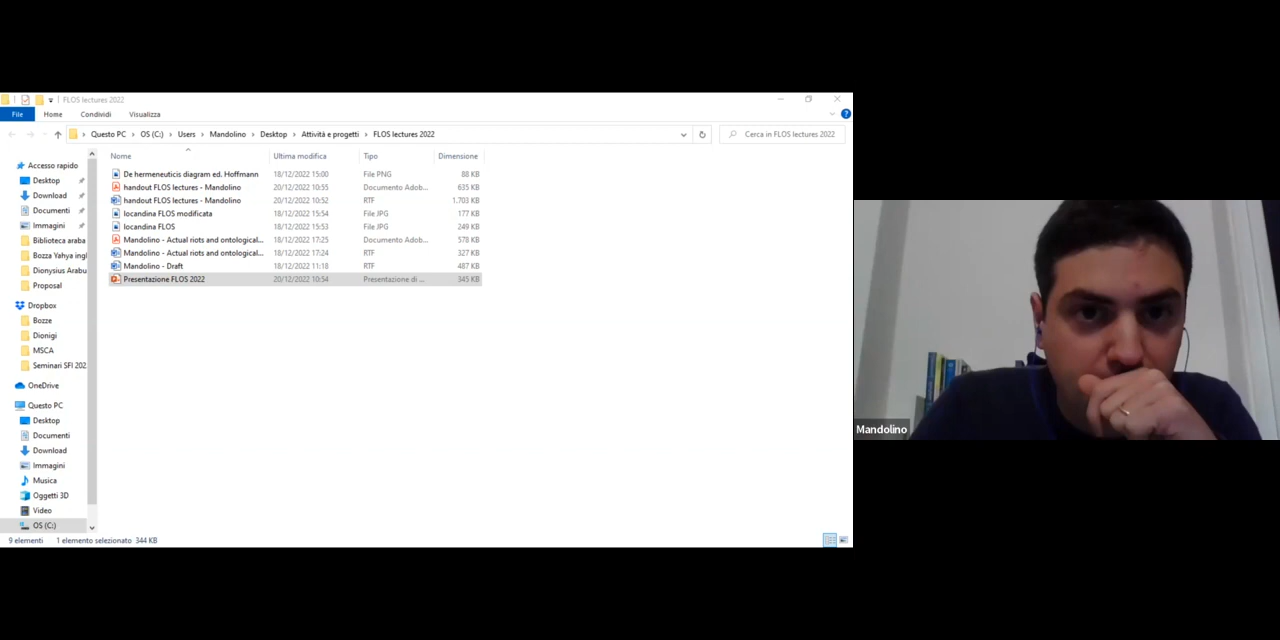 FLOS lectures 2022
File Home Condividi Visualizza
Questo PC › OS (C:) › Users › Mandolino › Desktop › Attività e progetti › FLOS lectures 2022
Cerca in FLOS lectures 2022
Accesso rapido
Desktop
Download
Documenti
Immagini
Biblioteca araba
Bozza Yahya ingl
Dionysius Arabu
Proposal
Dropbox
Bozze
Dionigi
MSCA
Seminari SFI 202
OneDrive
Questo PC
Desktop
Documenti
Download
Immagini
Musica
Oggetti 3D
Video
OS (C:)
Nome Ultima modifica Tipo Dimensione
De hermeneuticis diagram ed. Hoffmann 18/12/2022 15:00 File PNG 88 KB
handout FLOS lectures - Mandolino 20/12/2022 10:55 Documento Adob... 635 KB
handout FLOS lectures - Mandolino 20/12/2022 10:52 RTF 1.703 KB
locandina FLOS modificata 18/12/2022 15:54 File JPG 177 KB
locandina FLOS 18/12/2022 15:53 File JPG 249 KB
Mandolino - Actual riots and ontological... 18/12/2022 17:25 Documento Adob... 578 KB
Mandolino - Actual riots and ontological... 18/12/2022 17:24 RTF 327 KB
Mandolino - Draft 18/12/2022 11:18 RTF 487 KB
Presentazione FLOS 2022 20/12/2022 10:54 Presentazione di ... 345 KB
9 elementi 1 elemento selezionato 344 KB
Mandolino